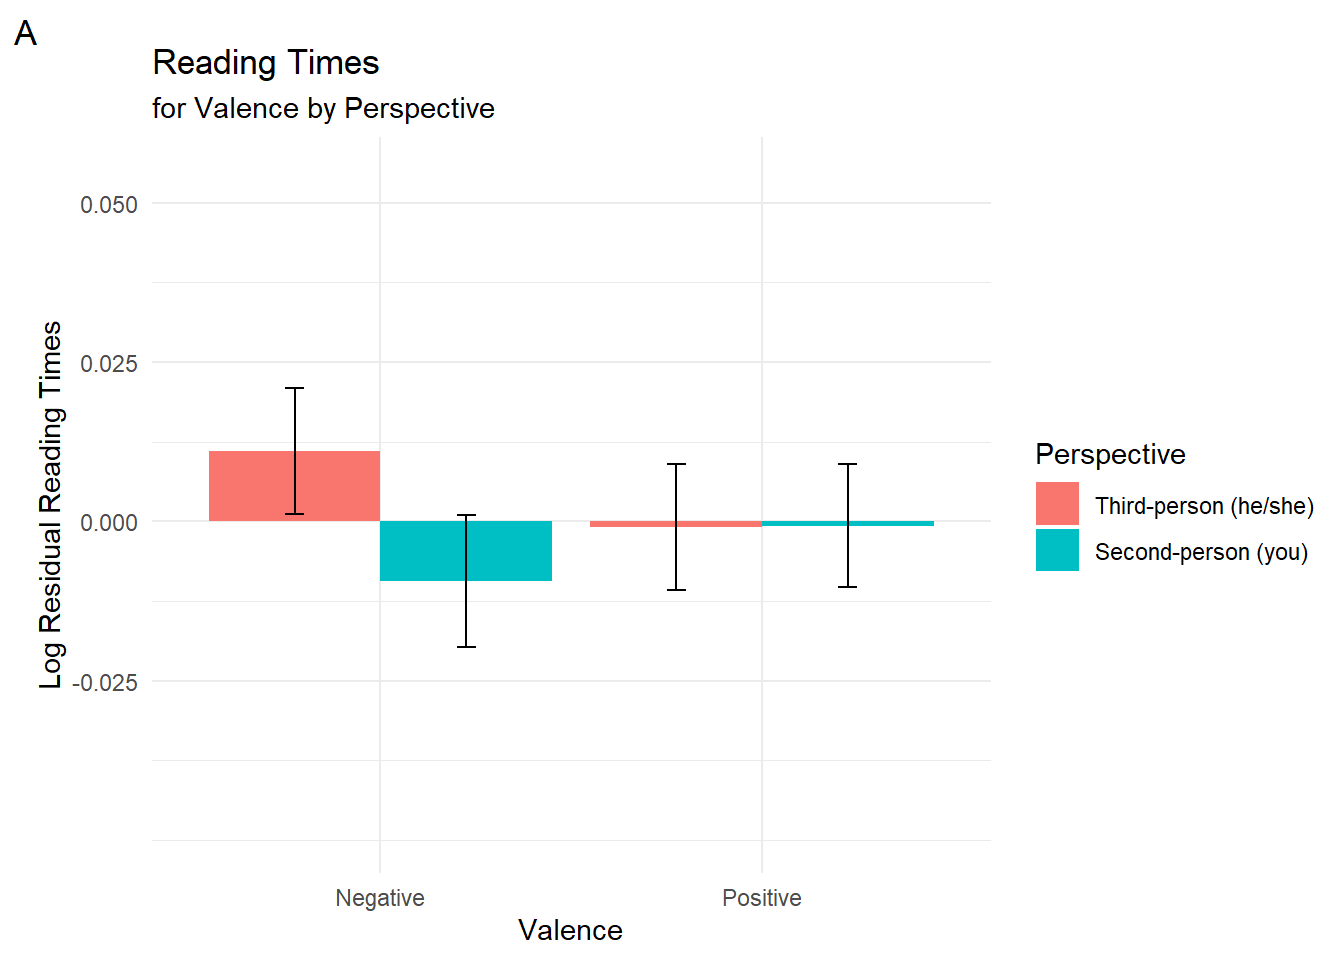 A
Reading Times
for Valence by Perspective
0.050
0.025
0.000
-0.025
Log Residual Reading Times
Negative
Positive
Valence
Perspective
Third-person (he/she)
Second-person (you)